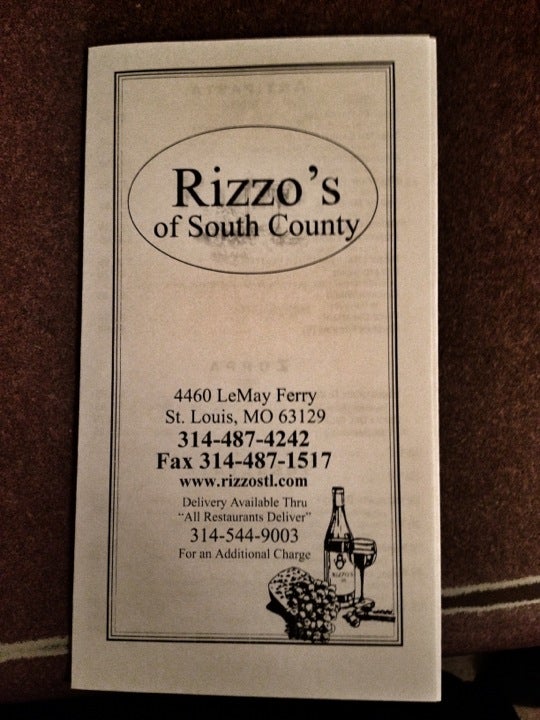 Rizzo's
of South County
4460 LeMay Ferry
St. Louis, MO 63129
314-487-4242
Fax 314-487-1517
www.rizzostl.com
Delivery Available Thru
"All Restaurants Deliver"
314-544-9003
For an Additional Charge